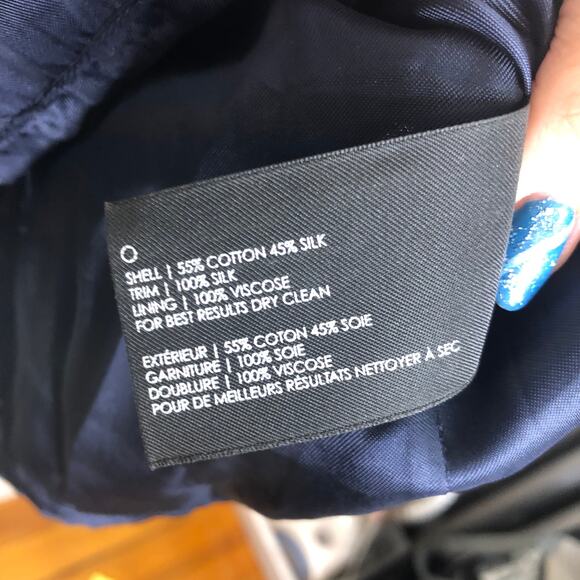 SHELL | 55% COTTON 45% SILK
TRIM | 100% SILK
LINING | 100% VISCOSE
FOR BEST RESULTS DRY CLEAN
EXTÉRIEUR | 55% COTON 45% SOIE
GARNITURE | 100% SOIE
DOUBLURE | 100% VISCOSE
POUR DE MEILLEURS RÉSULTATS NETTOYER À SEC